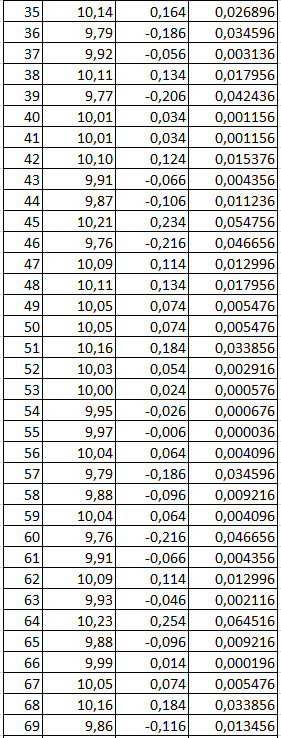 35 10,14 0,164 0,026896
36 9,79 -0,186 0,034596
37 9,92 -0,056 0,003136
38 10,11 0,134 0,017956
39 9,77 -0,206 0,042436
40 10,01 0,034 0,001156
41 10,01 0,034 0,001156
42 10,10 0,124 0,015376
43 9,91 -0,066 0,004356
44 9,87 -0,106 0,011236
45 10,21 0,234 0,054756
46 9,76 -0,216 0,046656
47 10,09 0,114 0,012996
48 10,11 0,134 0,017956
49 10,05 0,074 0,005476
50 10,05 0,074 0,005476
51 10,16 0,184 0,033856
52 10,03 0,054 0,002916
53 10,00 0,024 0,000576
54 9,95 -0,026 0,000676
55 9,97 -0,006 0,000036
56 10,04 0,064 0,004096
57 9,79 -0,186 0,034596
58 9,88 -0,096 0,009216
59 10,04 0,064 0,004096
60 9,76 -0,216 0,046656
61 9,91 -0,066 0,004356
62 10,09 0,114 0,012996
63 9,93 -0,046 0,002116
64 10,23 0,254 0,064516
65 9,88 -0,096 0,009216
66 9,99 0,014 0,000196
67 10,05 0,074 0,005476
68 10,16 0,184 0,033856
69 9,86 -0,116 0,013456